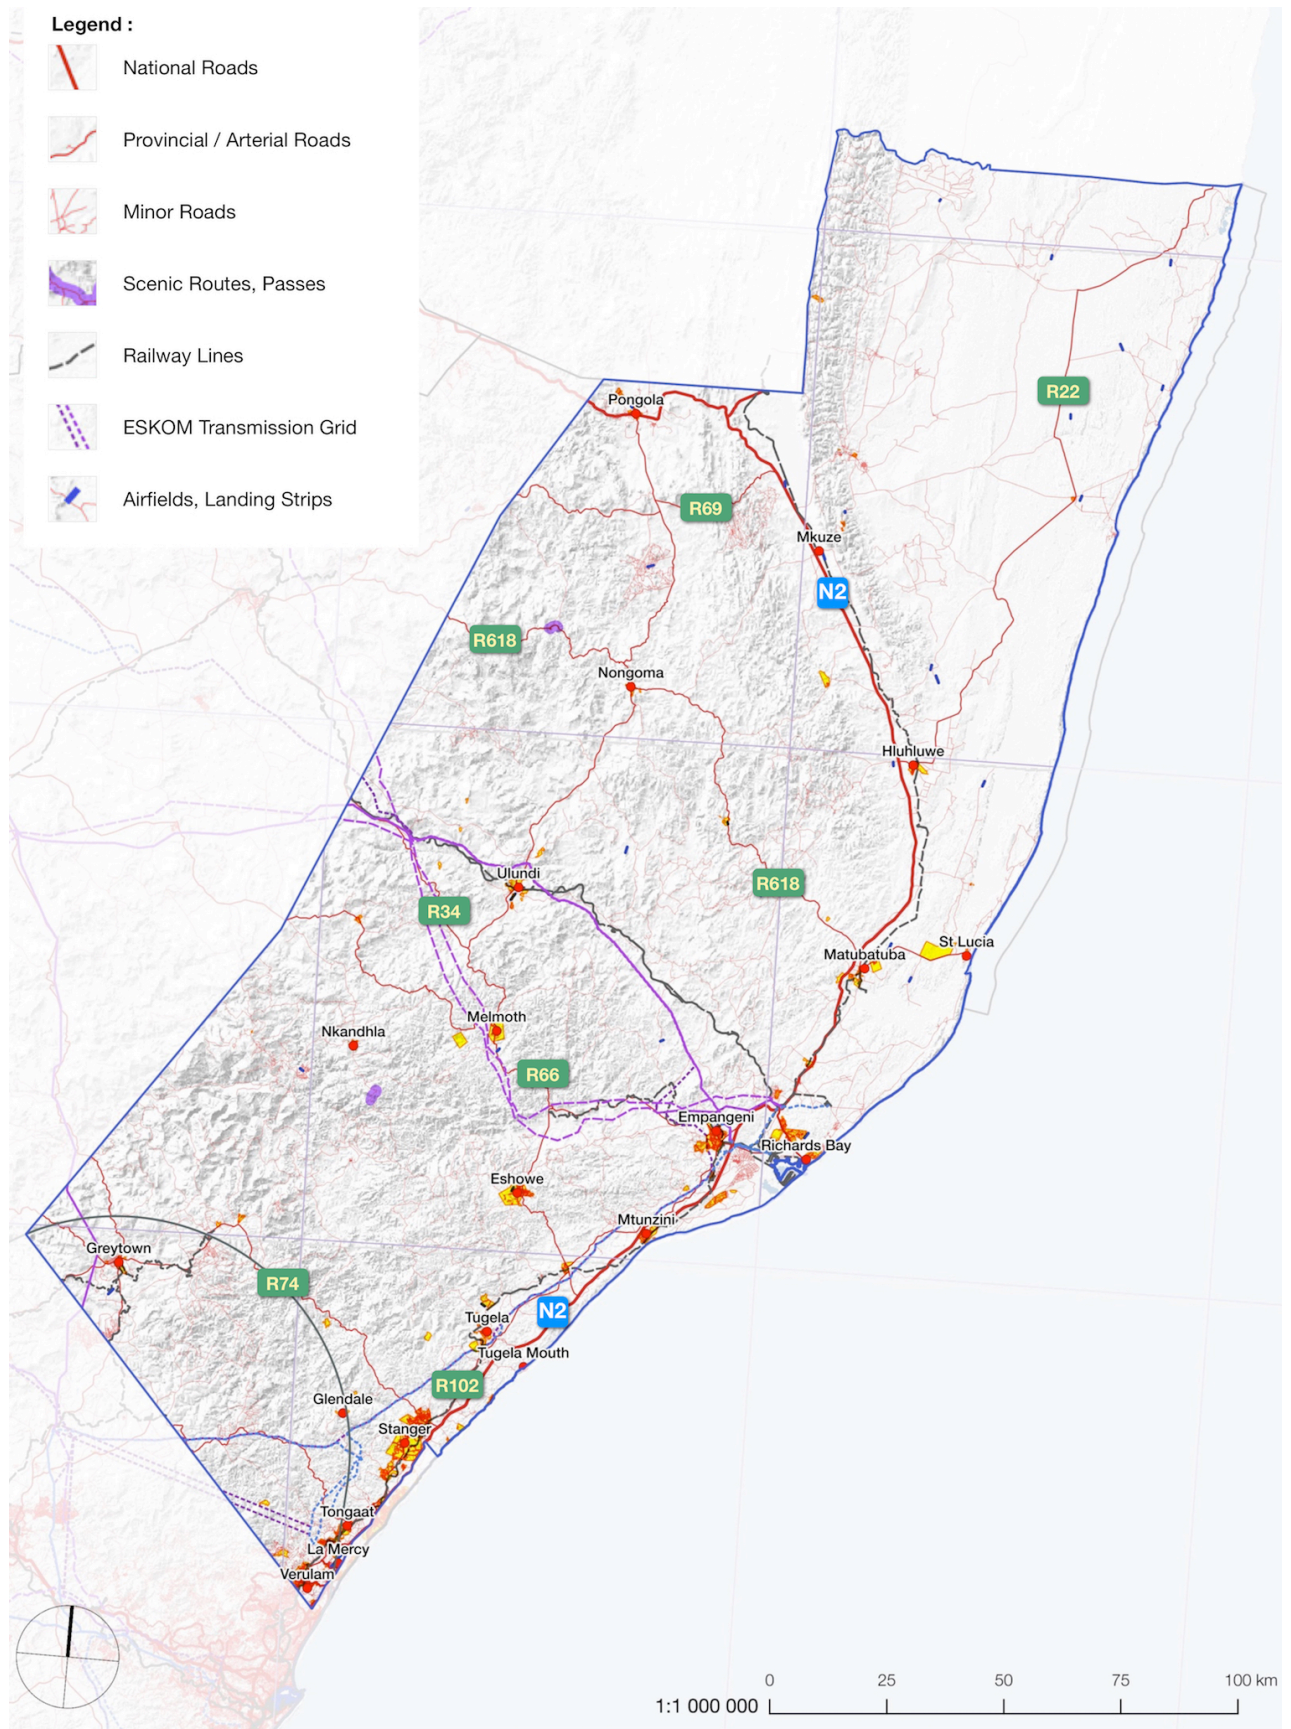 Legend :
National Roads
Provincial / Arterial Roads
Minor Roads
Scenic Routes, Passes
Railway Lines
ESKOM Transmission Grid
Airfields, Landing Strips
R22
Pongola
R69
Mkuze
N2
R618
Nongoma
Hluhluwe
Ulundi
R618
R34
St Lucia
Matubatuba
Melmoth
Nkandhla
R66
Empangeni
Richards Bay
Eshowe
Mtunzini
Greytown
R74
N2
Tugela
Tugela Mouth
R102
Glendale
Stanger
Tongaat
La Mercy
Verulam
0 25 50 75 100 km
1:1 000 000